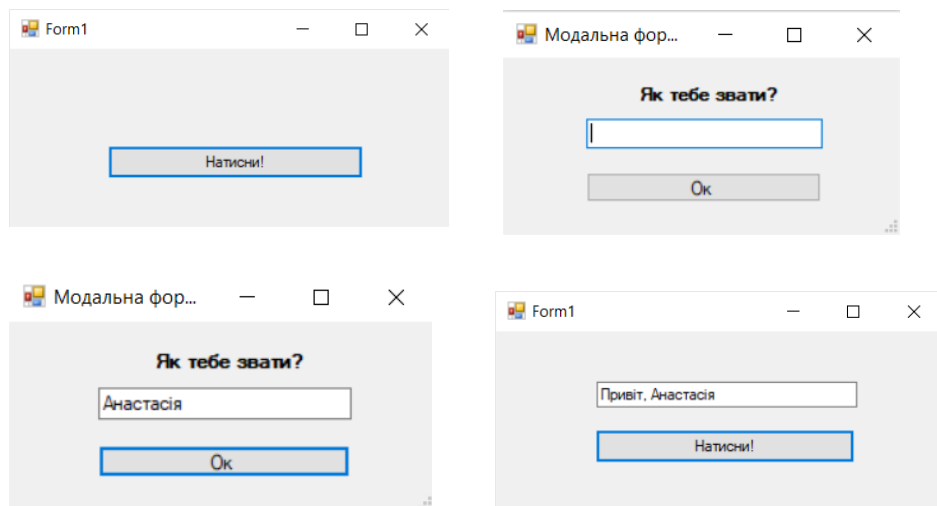 Form1
Натисни!
Модальна фор...
Як тебе звати?
Ок
Модальна фор...
Як тебе звати?
Анастасія
Ок
Form1
Привіт, Анастасія
Натисни!